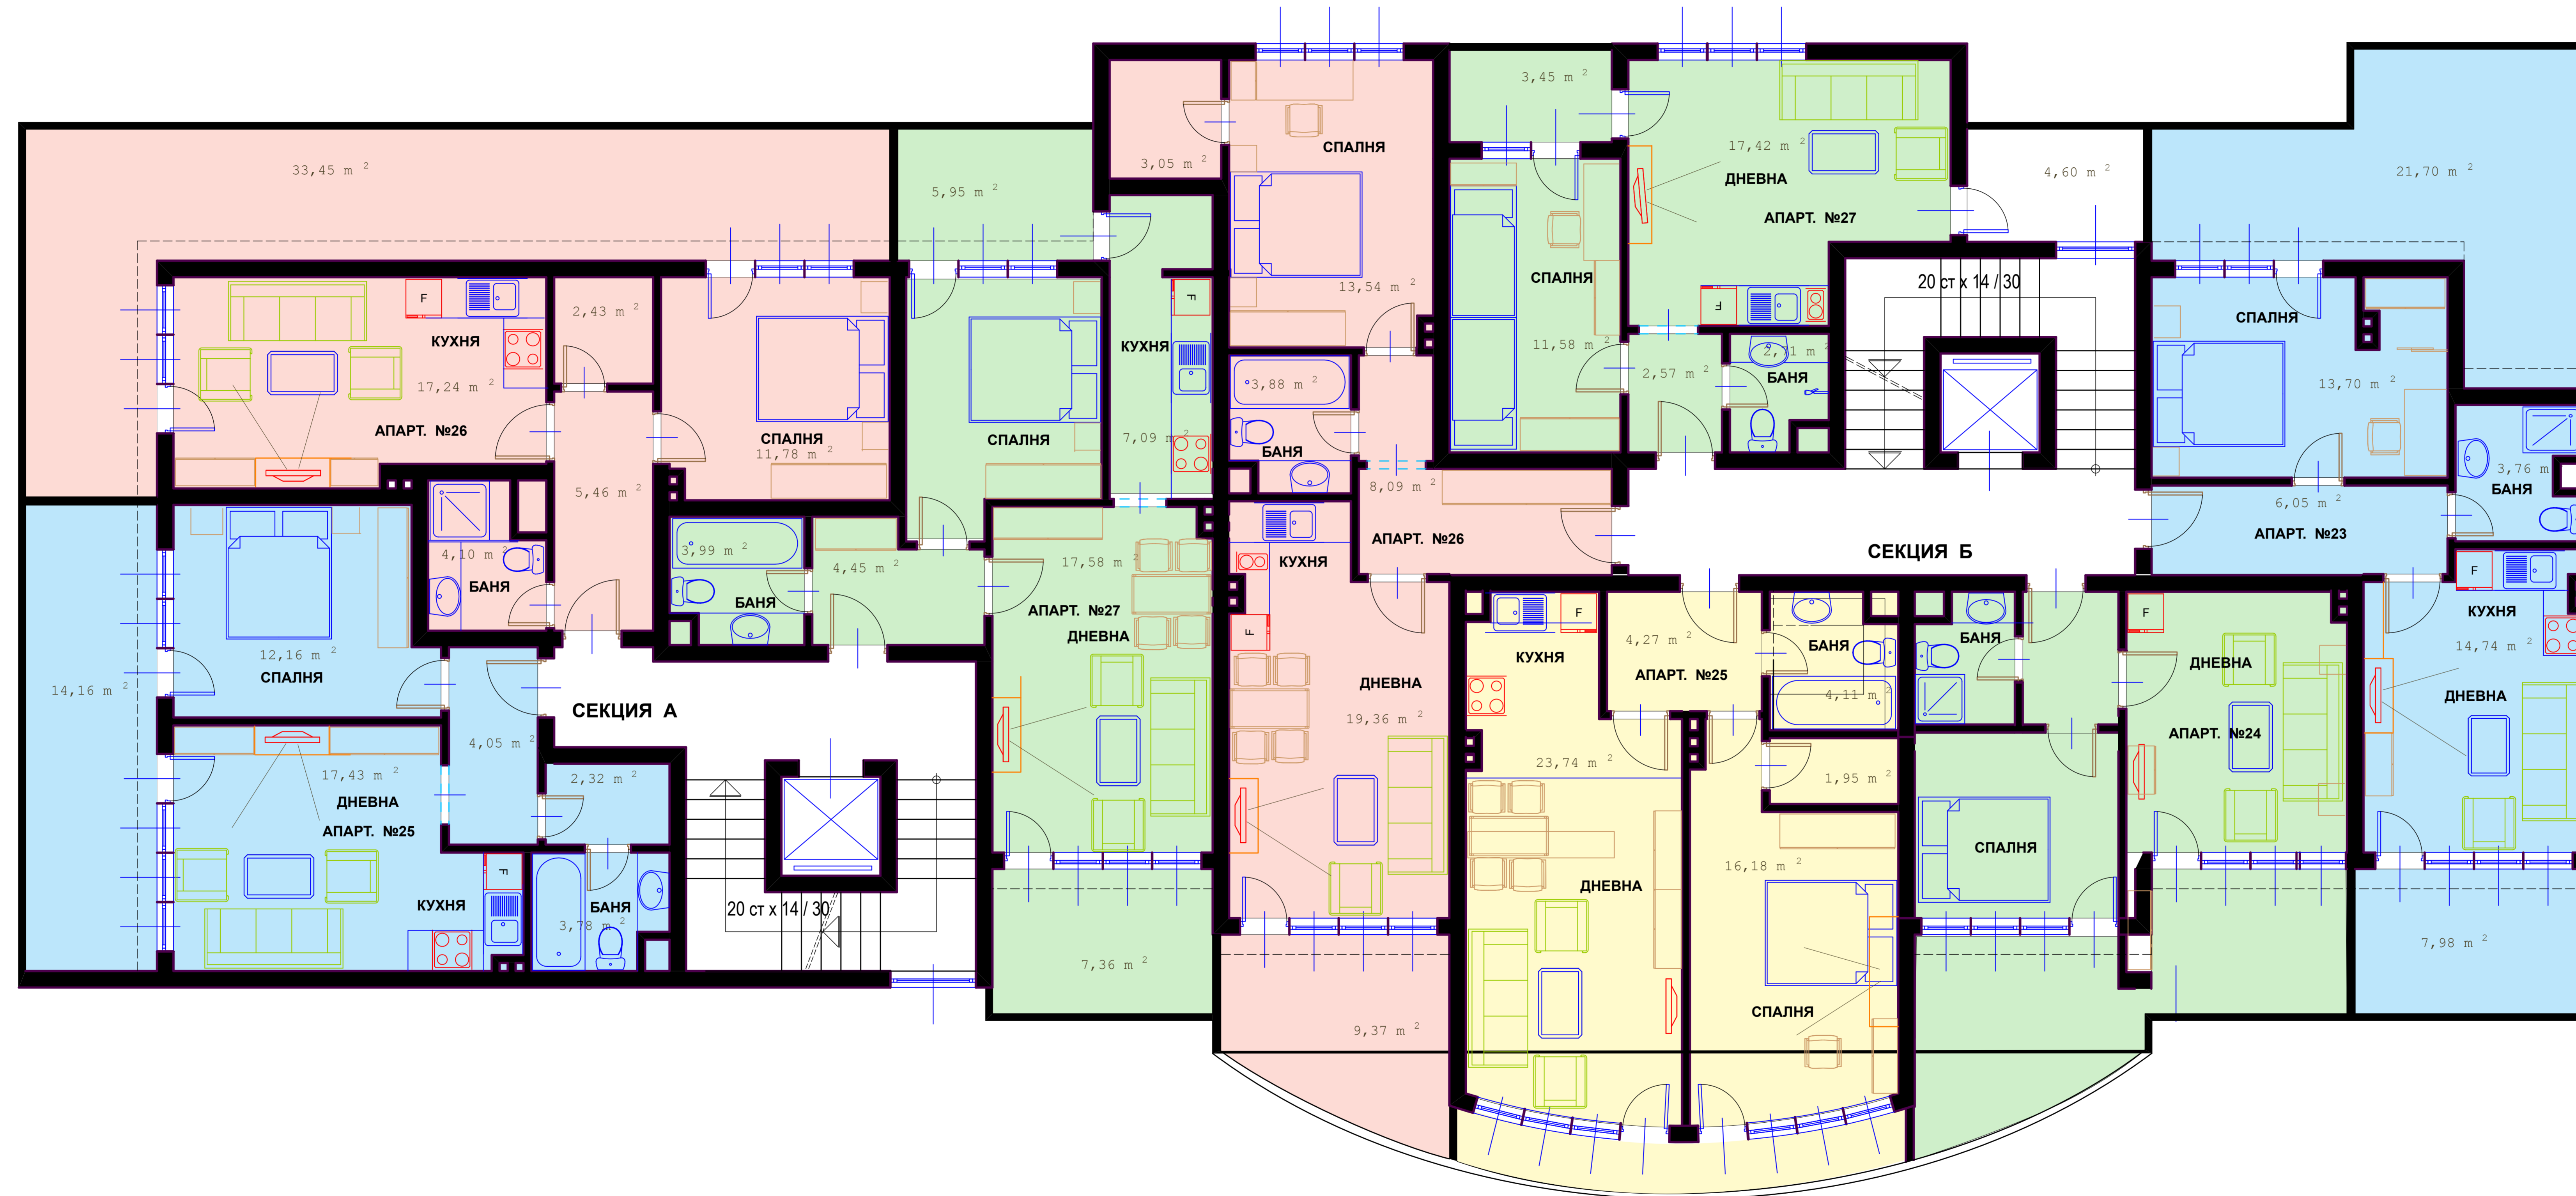 33,45 m 2
КУХНЯ
17,24 m 2
АПАРТ. №26
F
2,43 m 2
СПАЛНЯ
11,78 m 2
5,46 m 2
4,10 m 2
БАНЯ
14,16 m 2
12,16 m 2
СПАЛНЯ
4,05 m 2
17,43 m 2
ДНЕВНА
АПАРТ. №25
КУХНЯ
F
2,32 m 2
БАНЯ
3,78 m 2
СЕКЦИЯ А
20 ст x 14 / 30
5,95 m 2
СПАЛНЯ
КУХНЯ
F
7,09 m 2
3,99 m 2
БАНЯ
4,45 m 2
17,58 m 2
АПАРТ. №27
ДНЕВНА
7,36 m 2
3,05 m 2
СПАЛНЯ
13,54 m 2
3,88 m 2
БАНЯ
8,09 m 2
АПАРТ. №26
КУХНЯ
F
ДНЕВНА
19,36 m 2
9,37 m 2
3,45 m 2
СПАЛНЯ
11,58 m 2
17,42 m 2
ДНЕВНА
АПАРТ. №27
F
2,57 m 2
2,71 m 2
БАНЯ
4,60 m 2
20 ст x 14 / 30
СЕКЦИЯ Б
F
КУХНЯ
4,27 m 2
АПАРТ. №25
БАНЯ
4,11 m 2
23,74 m 2
1,95 m 2
ДНЕВНА
16,18 m 2
СПАЛНЯ
БАНЯ
СПАЛНЯ
F
ДНЕВНА
АПАРТ. №24
21,70 m 2
СПАЛНЯ
13,70 m 2
3,76 m
БАНЯ
6,05 m 2
АПАРТ. №23
F
КУХНЯ
14,74 m 2
ДНЕВНА
7,98 m 2